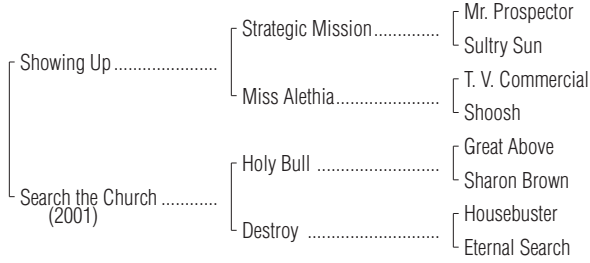 Mr. Prospector
Strategic Mission..............
Sultry Sun
Showing Up......................
T. V. Commercial
Miss Alethia......................
Shoosh
Great Above
Holy Bull ..........................
Sharon Brown
Search the Church ............
(2001)
Housebuster
Destroy ............................
Eternal Search